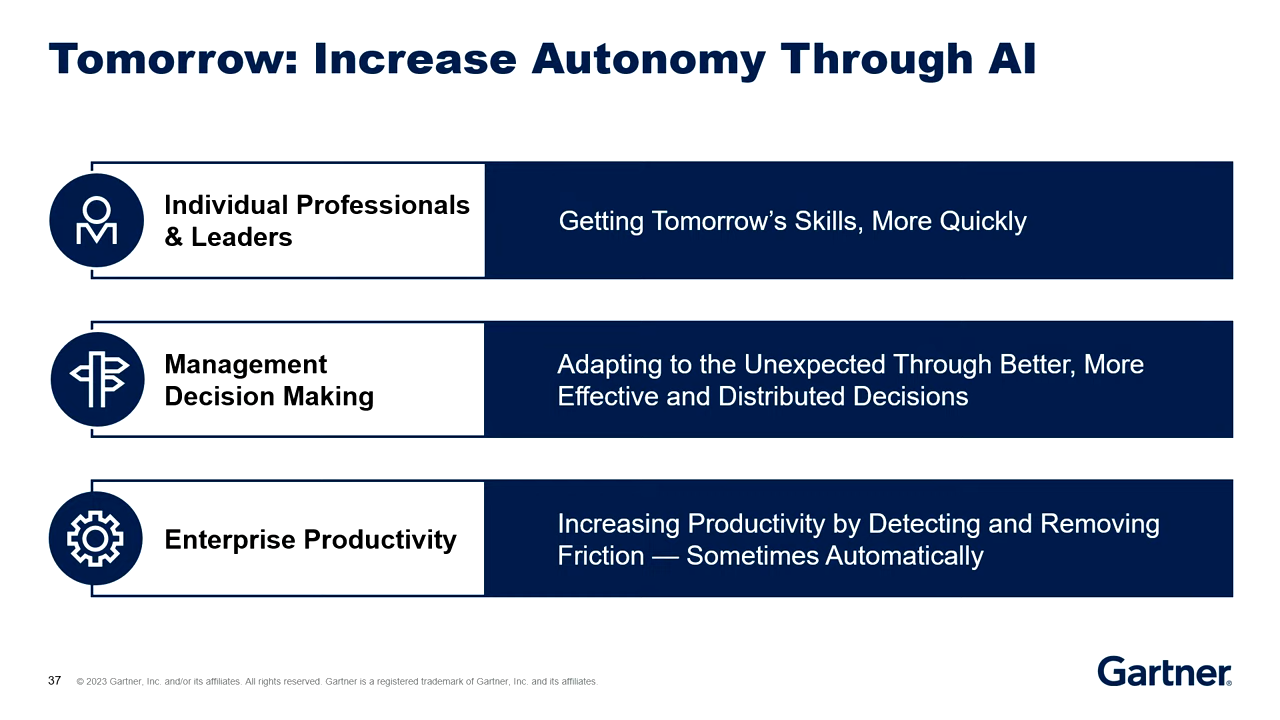 Tomorrow: Increase Autonomy Through AI
Individual Professionals
& Leaders
Getting Tomorrow’s Skills, More Quickly
Management
Decision Making
Adapting to the Unexpected Through Better, More
Effective and Distributed Decisions
Enterprise Productivity
Increasing Productivity by Detecting and Removing
Friction — Sometimes Automatically
37 © 2023 Gartner, Inc. and/or its affiliates. All rights reserved. Gartner is a registered trademark of Gartner, Inc. and its affiliates.
Gartner®